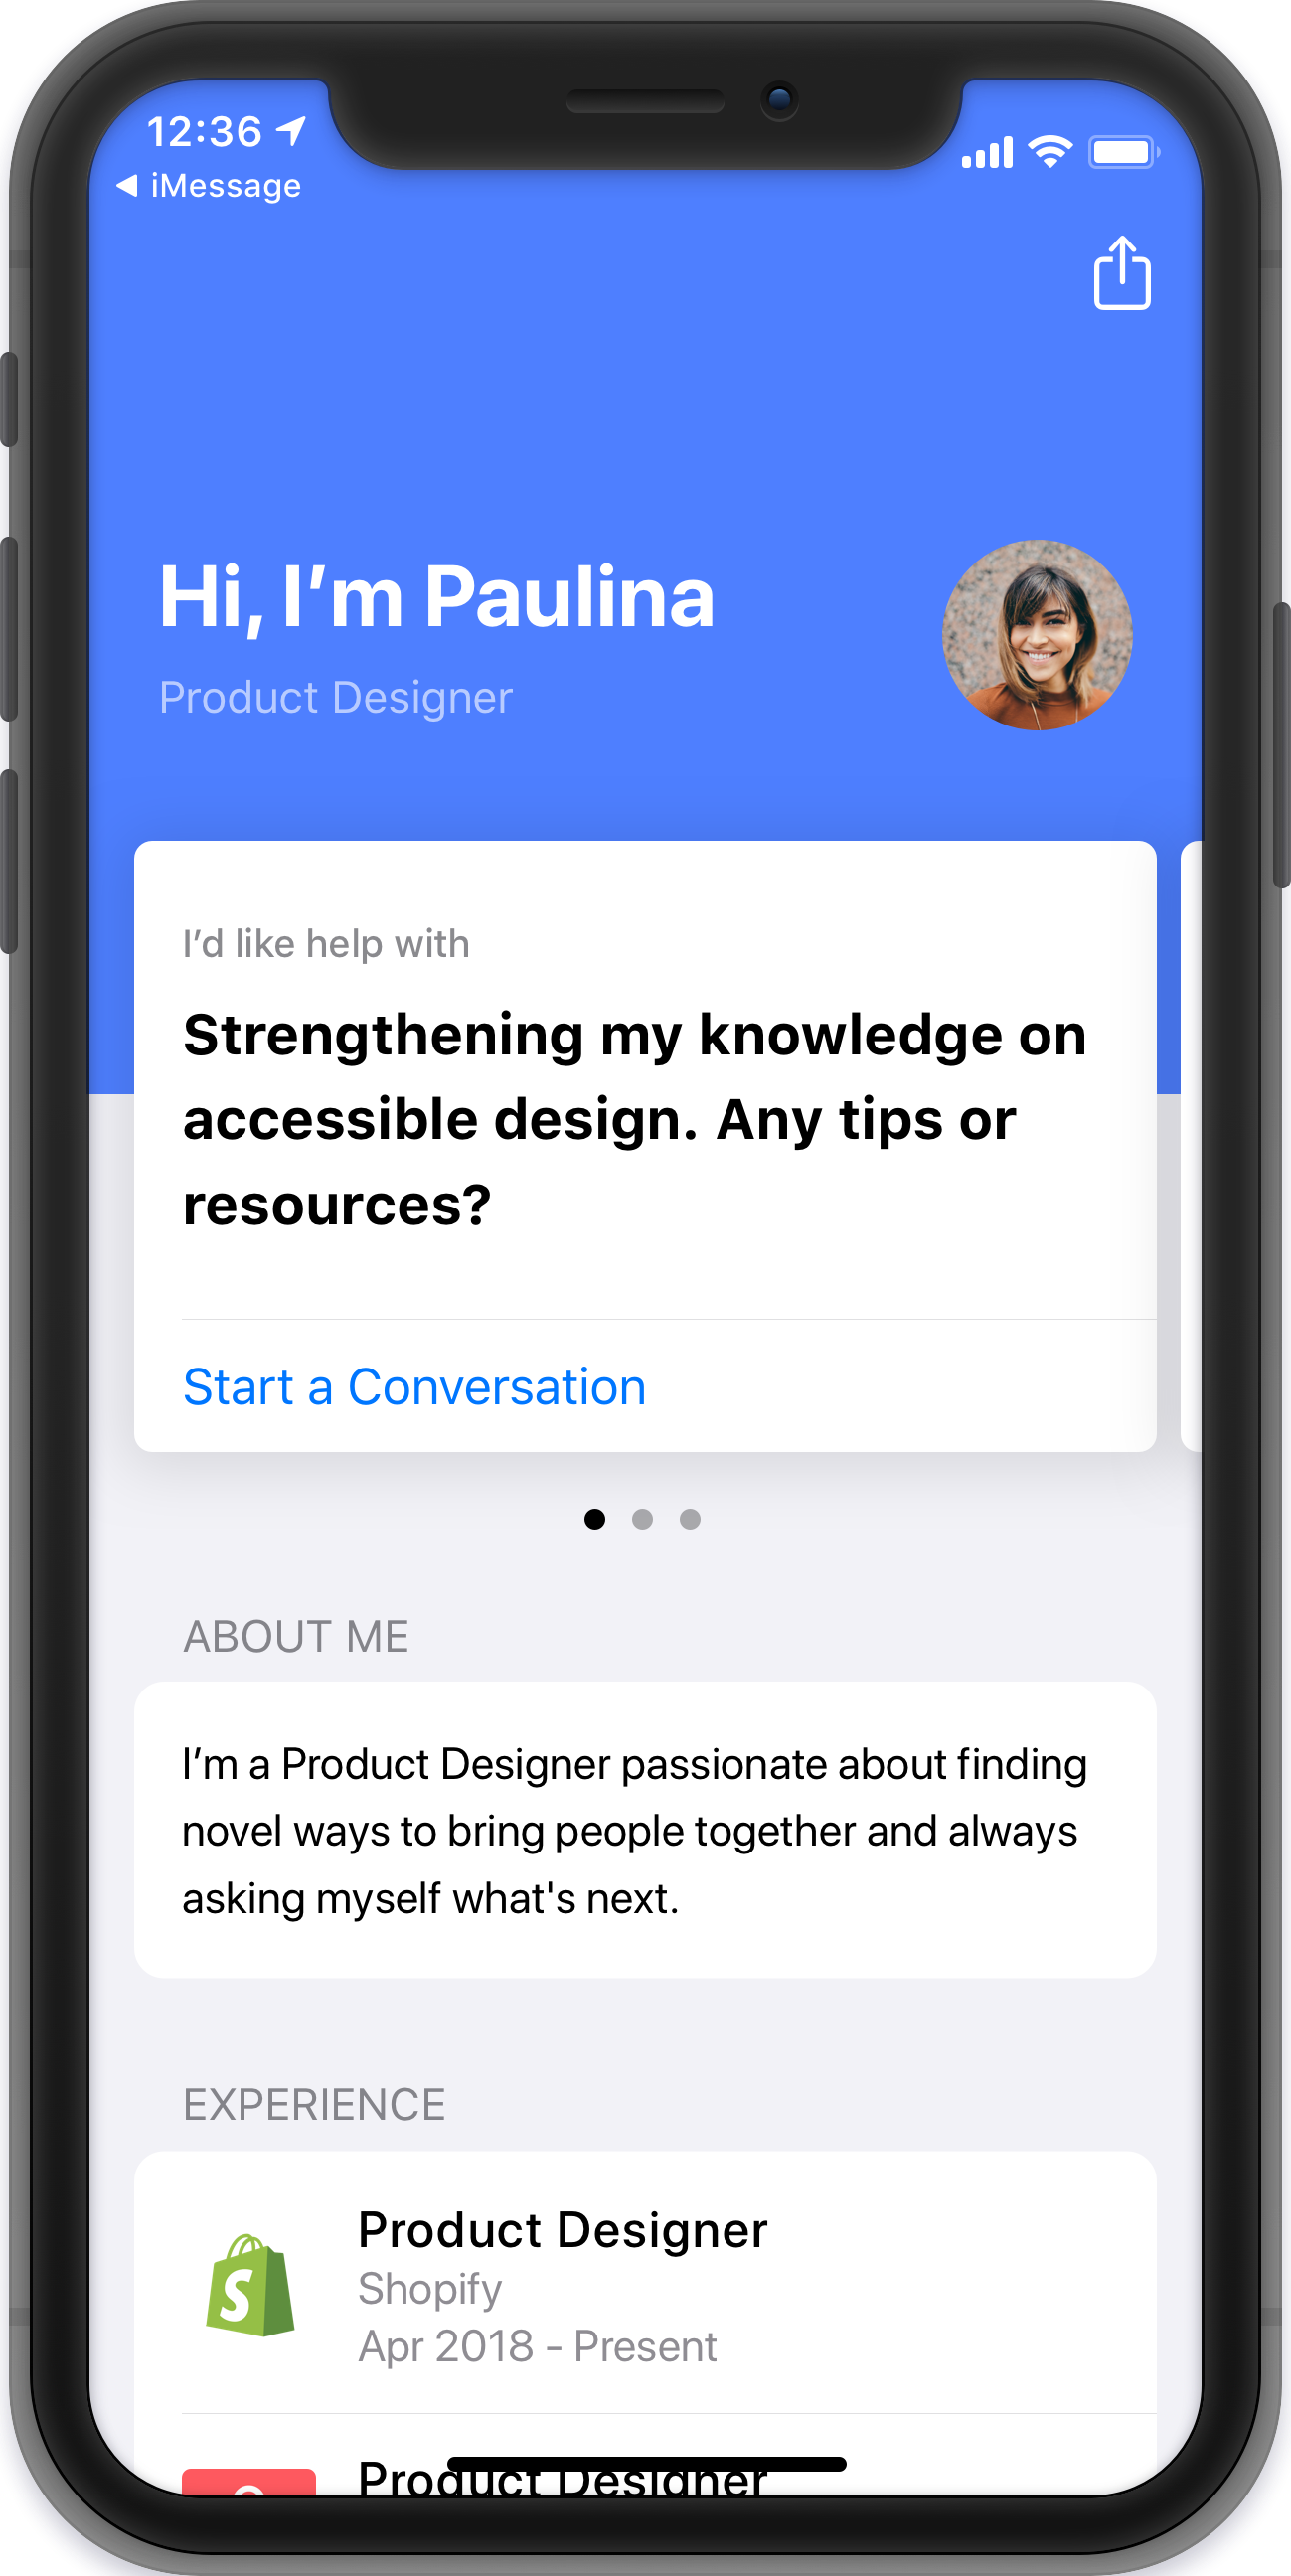 12:36
iMessage
Hi, I’m Paulina
Product Designer
I’d like help with
Strengthening my knowledge on
accessible design. Any tips or
resources?
Start a Conversation
ABOUT ME
I’m a Product Designer passionate about finding
novel ways to bring people together and always
asking myself what's next.
EXPERIENCE
Product Designer
Shopify
Apr 2018 - Present
Product Designer